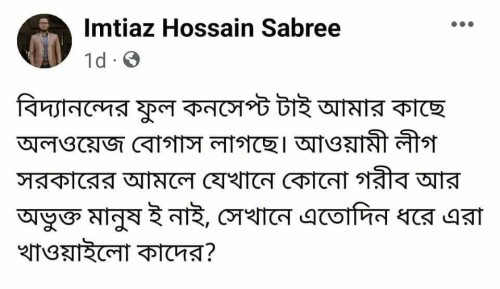 Imtiaz Hossain Sabree
1d ·
বিদ্যানন্দের ফুল কনসেপ্ট টাই আমার কাছে
অলওয়েজ বোগাস লাগছে। আওয়ামী লীগ
সরকারের আমলে যেখানে কোনো গরীব আর
অভুক্ত মানুষ ই নাই, সেখানে এতোদিন ধরে এরা
খাওয়াইলো কাদের?